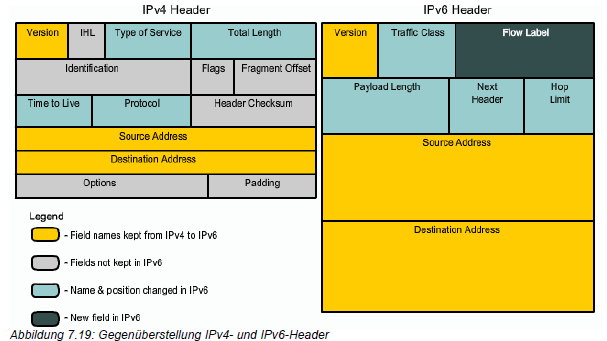 IPv4 Header
IPv6 Header
Version
IHL
Type of Service
Total Length
Identification
Flags
Fragment Offset
Time to Live
Protocol
Header Checksum
Source Address
Destination Address
Options
Padding
Version
Traffic Class
Flow Label
Payload Length
Next
Header
Hop
Limit
Source Address
Destination Address
Legend
- Field names kept from IPv4 to IPv6
- Fields not kept in IPv6
- Name & position changed in IPv6
- New field in IPv6
Abbildung 7.19: Gegenüberstellung IPv4- und IPv6-Header